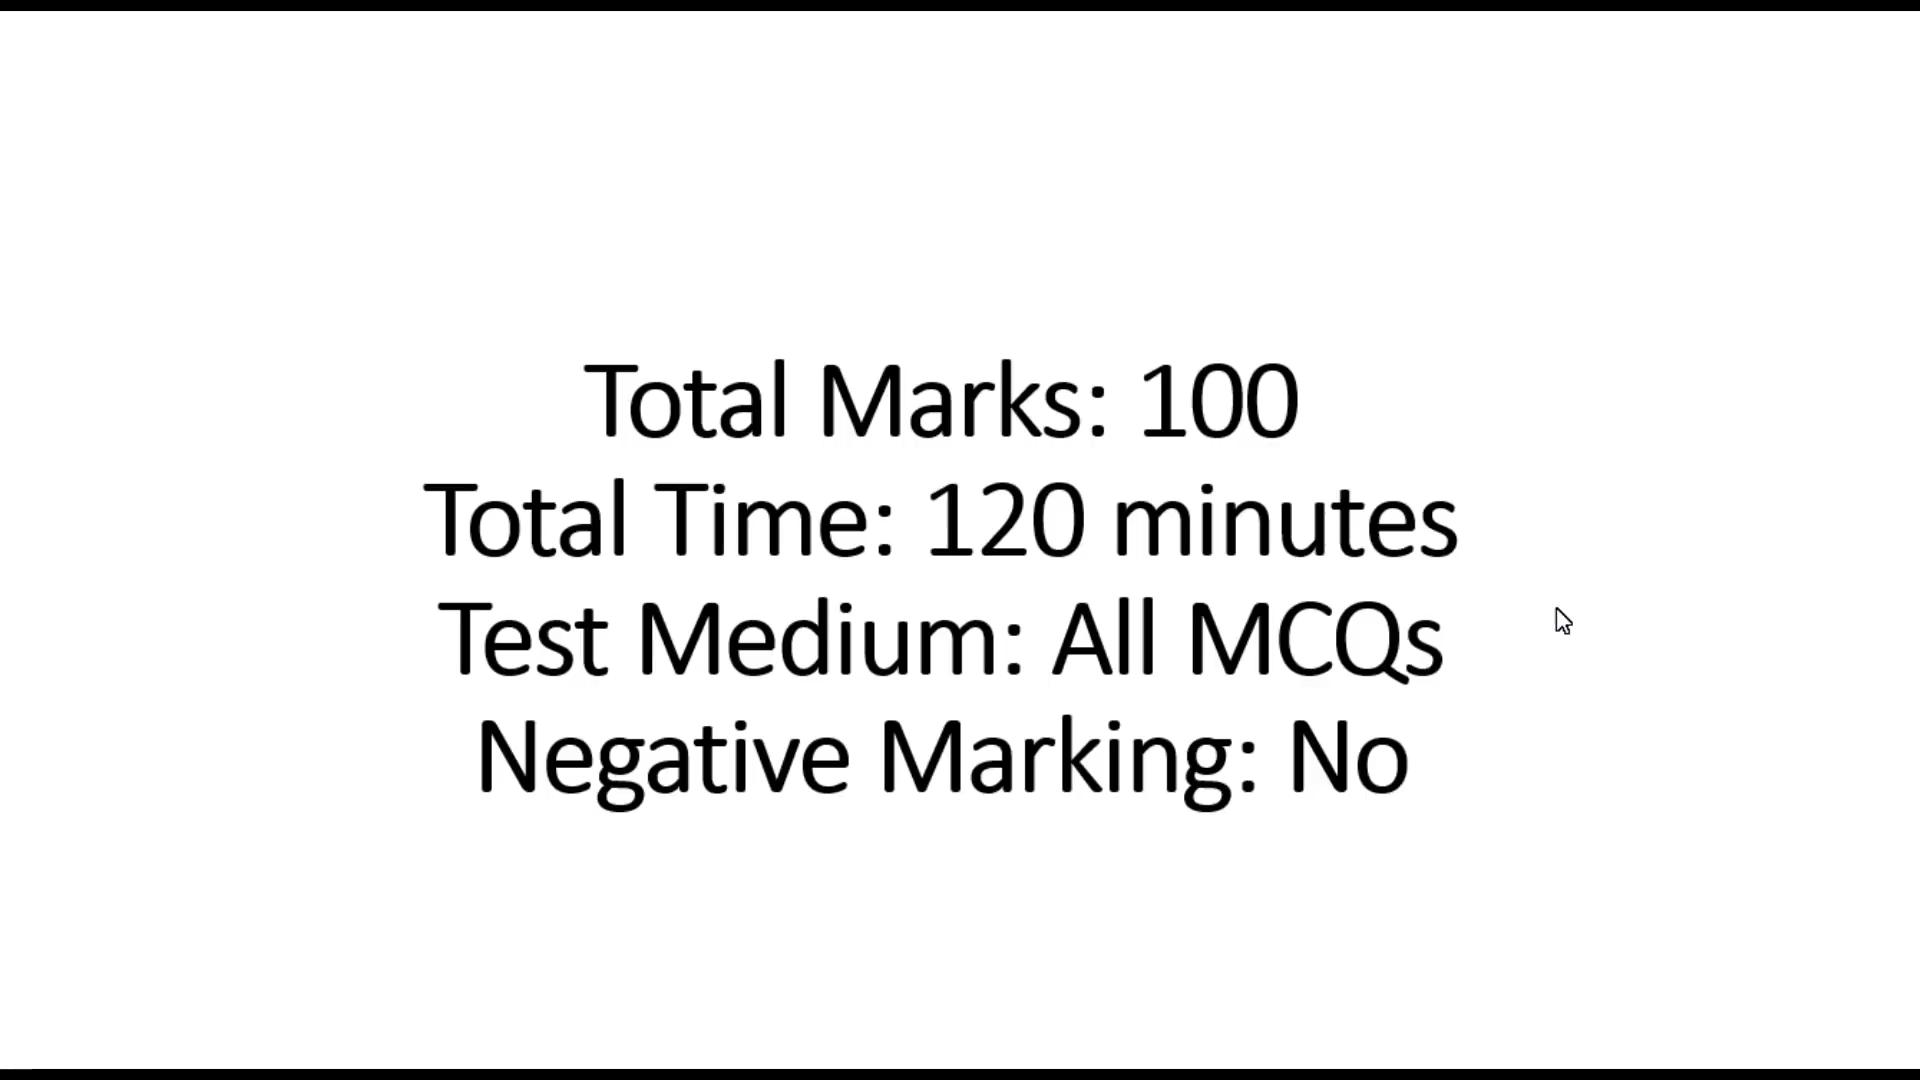 Total Marks: 100
Total Time: 120 minutes
Test Medium: All MCQs
Negative Marking: No